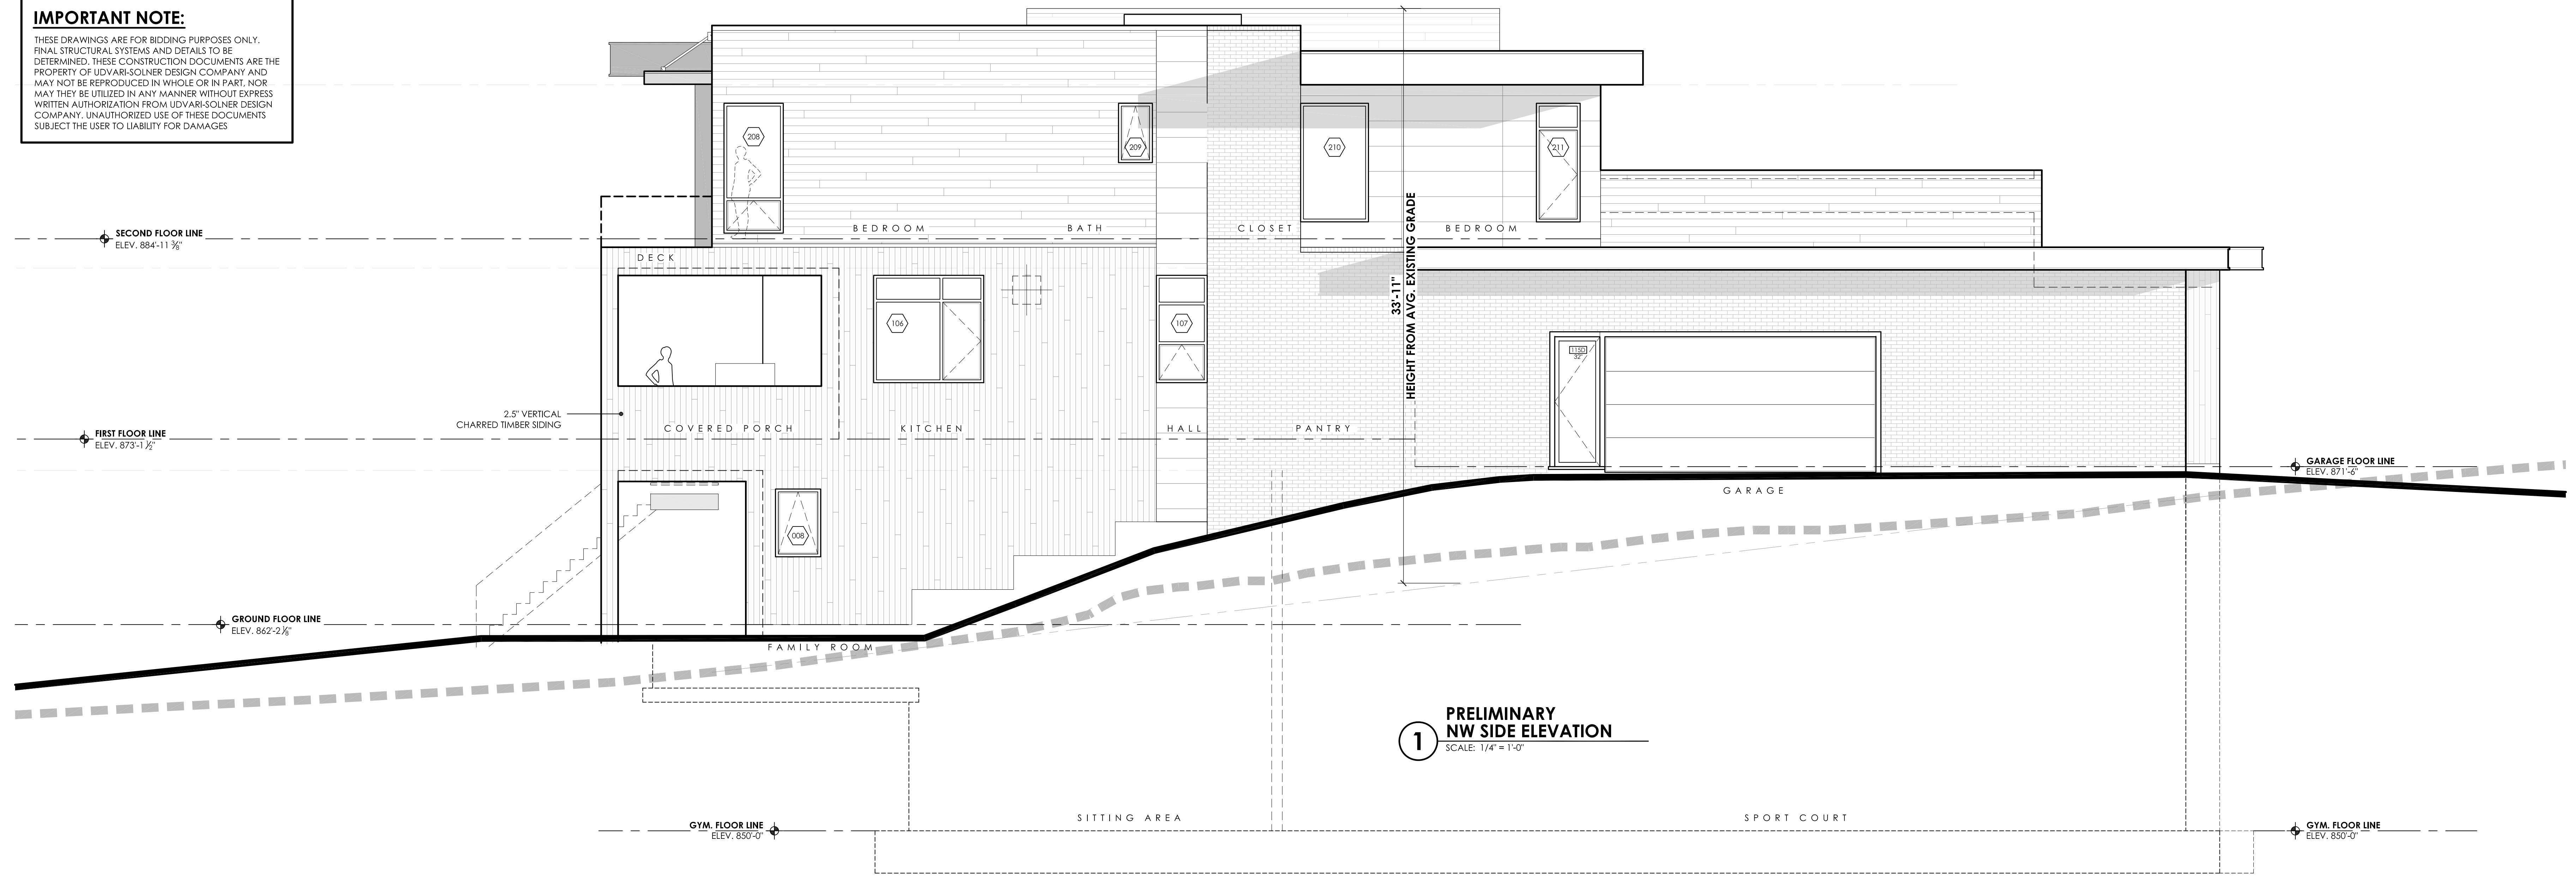 IMPORTANT NOTE:
THESE DRAWINGS ARE FOR BIDDING PURPOSES ONLY.
FINAL STRUCTURAL SYSTEMS AND DETAILS TO BE
DETERMINED. THESE CONSTRUCTION DOCUMENTS ARE THE
PROPERTY OF UDVARI-SOLNER DESIGN COMPANY AND
MAY NOT BE REPRODUCED IN WHOLE OR IN PART, NOR
MAY THEY BE UTILIZED IN ANY MANNER WITHOUT EXPRESS
WRITTEN AUTHORIZATION FROM UDVARI-SOLNER DESIGN
COMPANY. UNAUTHORIZED USE OF THESE DOCUMENTS
SUBJECT THE USER TO LIABILITY FOR DAMAGES
208
209
210
211
SECOND FLOOR LINE
ELEV. 884'-11 3/8"
BEDROOM
BATH
CLOSET
BEDROOM
DECK
33'-11"
HEIGHT FROM AVG. EXISTING GRADE
106
107
115D
32"
2.5" VERTICAL
CHARRED TIMBER SIDING
FIRST FLOOR LINE
ELEV. 873'-1 1/2"
COVERED PORCH
KITCHEN
HALL
PANTRY
GARAGE FLOOR LINE
ELEV. 871'-6"
GARAGE
008
GROUND FLOOR LINE
ELEV. 862'-2 1/8"
FAMILY ROOM
1
PRELIMINARY
NW SIDE ELEVATION
SCALE: 1/4" = 1'-0"
SITTING AREA
SPORT COURT
GYM. FLOOR LINE
ELEV. 850'-0"
GYM. FLOOR LINE
ELEV. 850'-0"